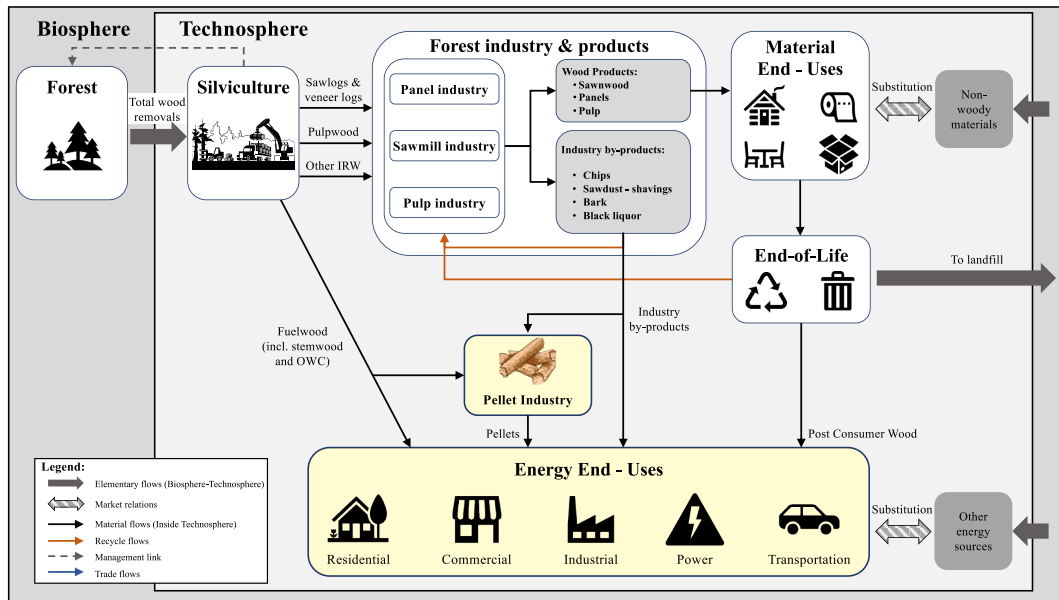 Biosphere
Technosphere
Forest
Total wood
removals
Silviculture
Sawlogs &
veneer logs
Pulpwood
Other IRW
Forest industry & products
Panel industry
Sawmill industry
Pulp industry
Wood Products:
• Sawnwood
• Panels
• Pulp
Industry by-products:
• Chips
• Sawdust - shavings
• Bark
• Black liquor
Material
End - Uses
Substitution
Non-
woody
materials
End-of-Life
To landfill
Industry
by-products
Fuelwood
(incl. stemwood
and OWC)
Pellet Industry
Pellets
Post Consumer Wood
Energy End - Uses
Residential
Commercial
Industrial
Power
Transportation
Substitution
Other
energy
sources
Legend:
Elementary flows (Biosphere-Technosphere)
Market relations
Material flows (Inside Technosphere)
Recycle flows
Management link
Trade flows